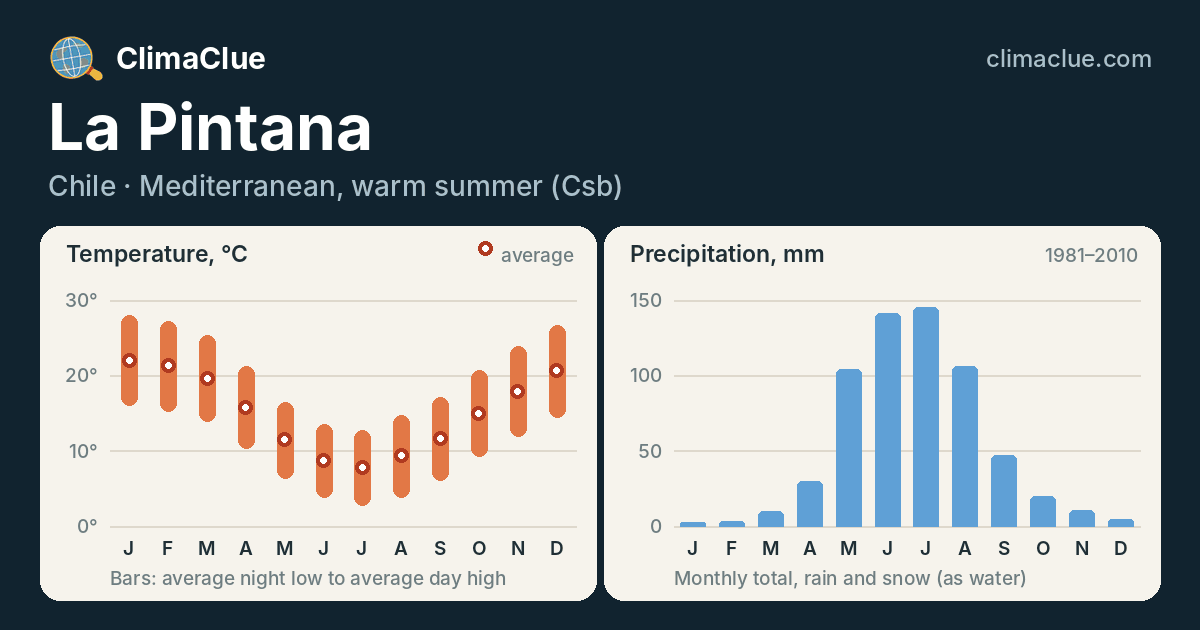 ClimaClue
climaclue.com
La Pintana
Chile · Mediterranean, warm summer (Csb)
Temperature, °C
average
30°
20°
10°
0°
J F M A M J J A S O N D
Bars: average night low to average day high
Precipitation, mm
1981–2010
150
100
50
0
J F M A M J J A S O N D
Monthly total, rain and snow (as water)